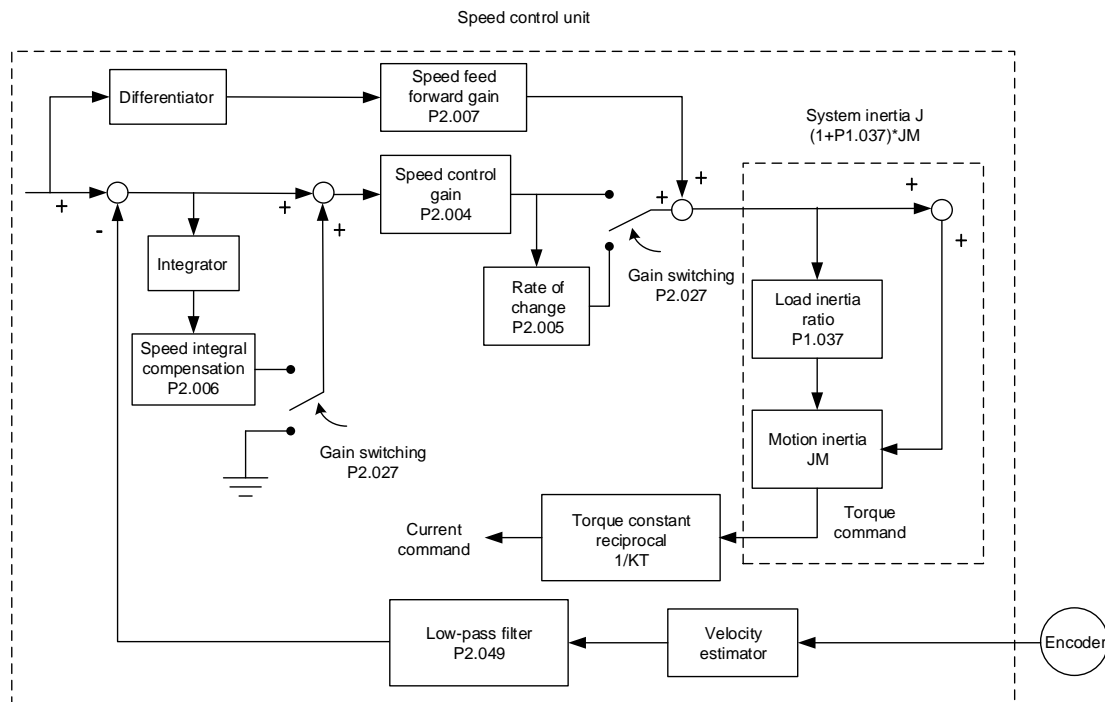 Speed control unit
Differentiator
Speed feed
forward gain
P2.007
System inertia J
(1+P1.037)*JM
+
-
+
+
Speed control
gain
P2.004
+
+
+
+
Integrator
Rate of
change
P2.005
Gain switching
P2.027
Load inertia
ratio
P1.037
Speed integral
compensation
P2.006
Gain switching
P2.027
Motion inertia
JM
Current
command
Torque constant
reciprocal
1/KT
Torque
command
Low-pass filter
P2.049
Velocity
estimator
Encoder